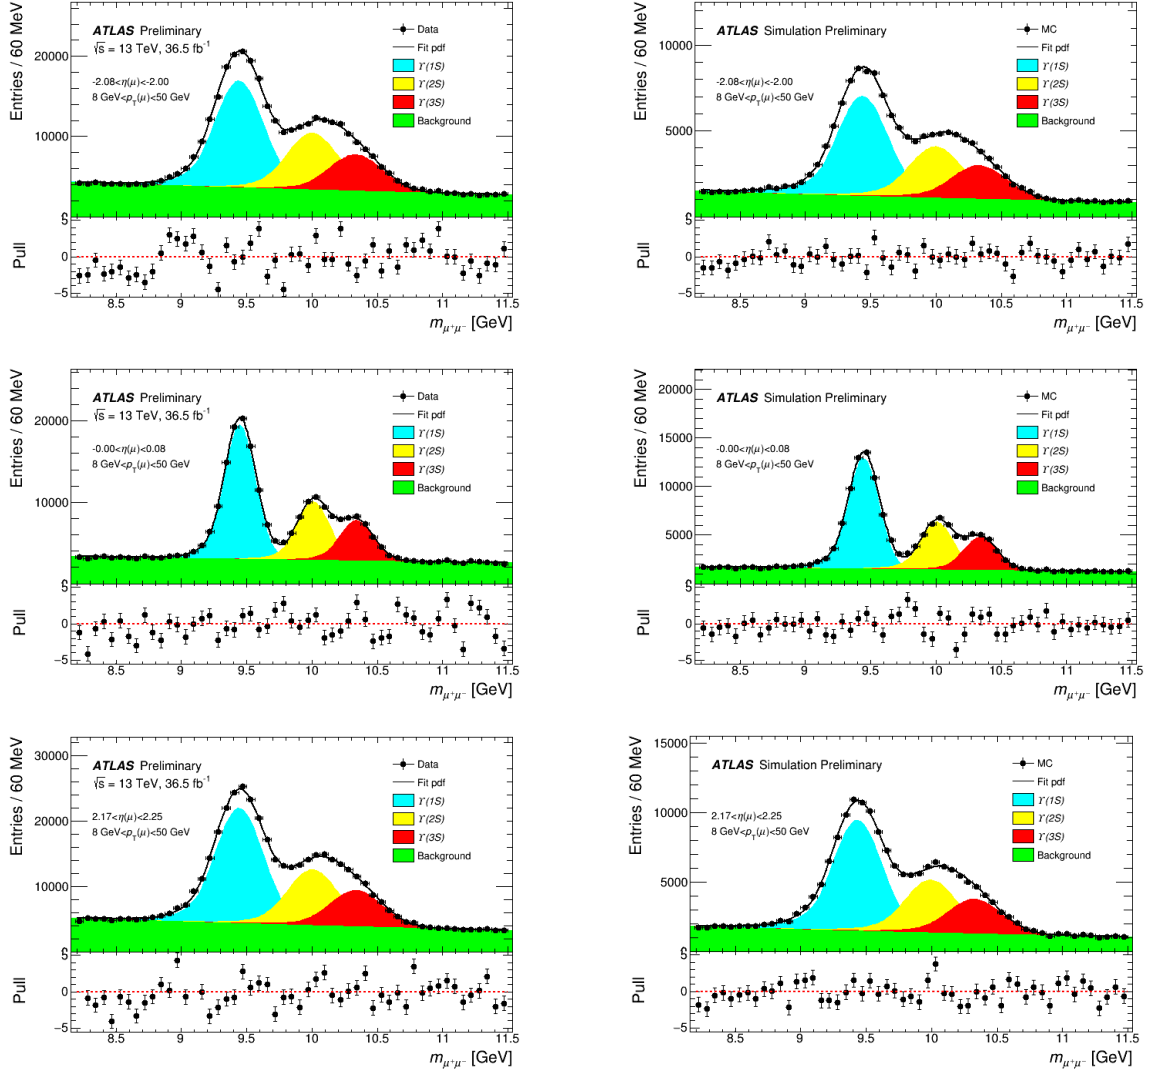 Entries / 60 MeV
20000
10000
ATLAS Preliminary
√s = 13 TeV, 36.5 fb⁻¹
-2.08<η(μ)<-2.00
8 GeV<p_T(μ)<50 GeV
Data
Fit pdf
ϒ(1S)
ϒ(2S)
ϒ(3S)
Background
Pull
5
0
−5
8.5 9 9.5 10 10.5 11 11.5
m_μ⁺μ⁻ [GeV]
Entries / 60 MeV
10000
5000
ATLAS Simulation Preliminary
-2.08<η(μ)<-2.00
8 GeV<p_T(μ)<50 GeV
MC
Fit pdf
ϒ(1S)
ϒ(2S)
ϒ(3S)
Background
Pull
5
0
−5
8.5 9 9.5 10 10.5 11 11.5
m_μ⁺μ⁻ [GeV]
Entries / 60 MeV
20000
10000
ATLAS Preliminary
√s = 13 TeV, 36.5 fb⁻¹
-0.00<η(μ)<0.08
8 GeV<p_T(μ)<50 GeV
Data
Fit pdf
ϒ(1S)
ϒ(2S)
ϒ(3S)
Background
Pull
5
0
−5
8.5 9 9.5 10 10.5 11 11.5
m_μ⁺μ⁻ [GeV]
Entries / 60 MeV
20000
15000
10000
5000
ATLAS Simulation Preliminary
-0.00<η(μ)<0.08
8 GeV<p_T(μ)<50 GeV
MC
Fit pdf
ϒ(1S)
ϒ(2S)
ϒ(3S)
Background
Pull
5
0
−5
8.5 9 9.5 10 10.5 11 11.5
m_μ⁺μ⁻ [GeV]
Entries / 60 MeV
30000
20000
10000
ATLAS Preliminary
√s = 13 TeV, 36.5 fb⁻¹
2.17<η(μ)<2.25
8 GeV<p_T(μ)<50 GeV
Data
Fit pdf
ϒ(1S)
ϒ(2S)
ϒ(3S)
Background
Pull
5
0
−5
8.5 9 9.5 10 10.5 11 11.5
m_μ⁺μ⁻ [GeV]
Entries / 60 MeV
15000
10000
5000
ATLAS Simulation Preliminary
2.17<η(μ)<2.25
8 GeV<p_T(μ)<50 GeV
MC
Fit pdf
ϒ(1S)
ϒ(2S)
ϒ(3S)
Background
Pull
5
0
−5
8.5 9 9.5 10 10.5 11 11.5
m_μ⁺μ⁻ [GeV]